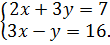 2x + 3y = 7
3x − y = 16.